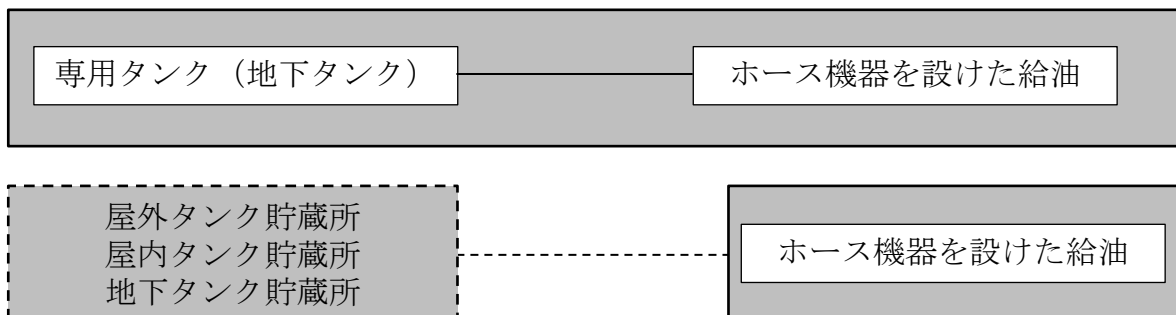 専用タンク（地下タンク）
ホース機器を設けた給油
屋外タンク貯蔵所
屋内タンク貯蔵所
地下タンク貯蔵所
ホース機器を設けた給油